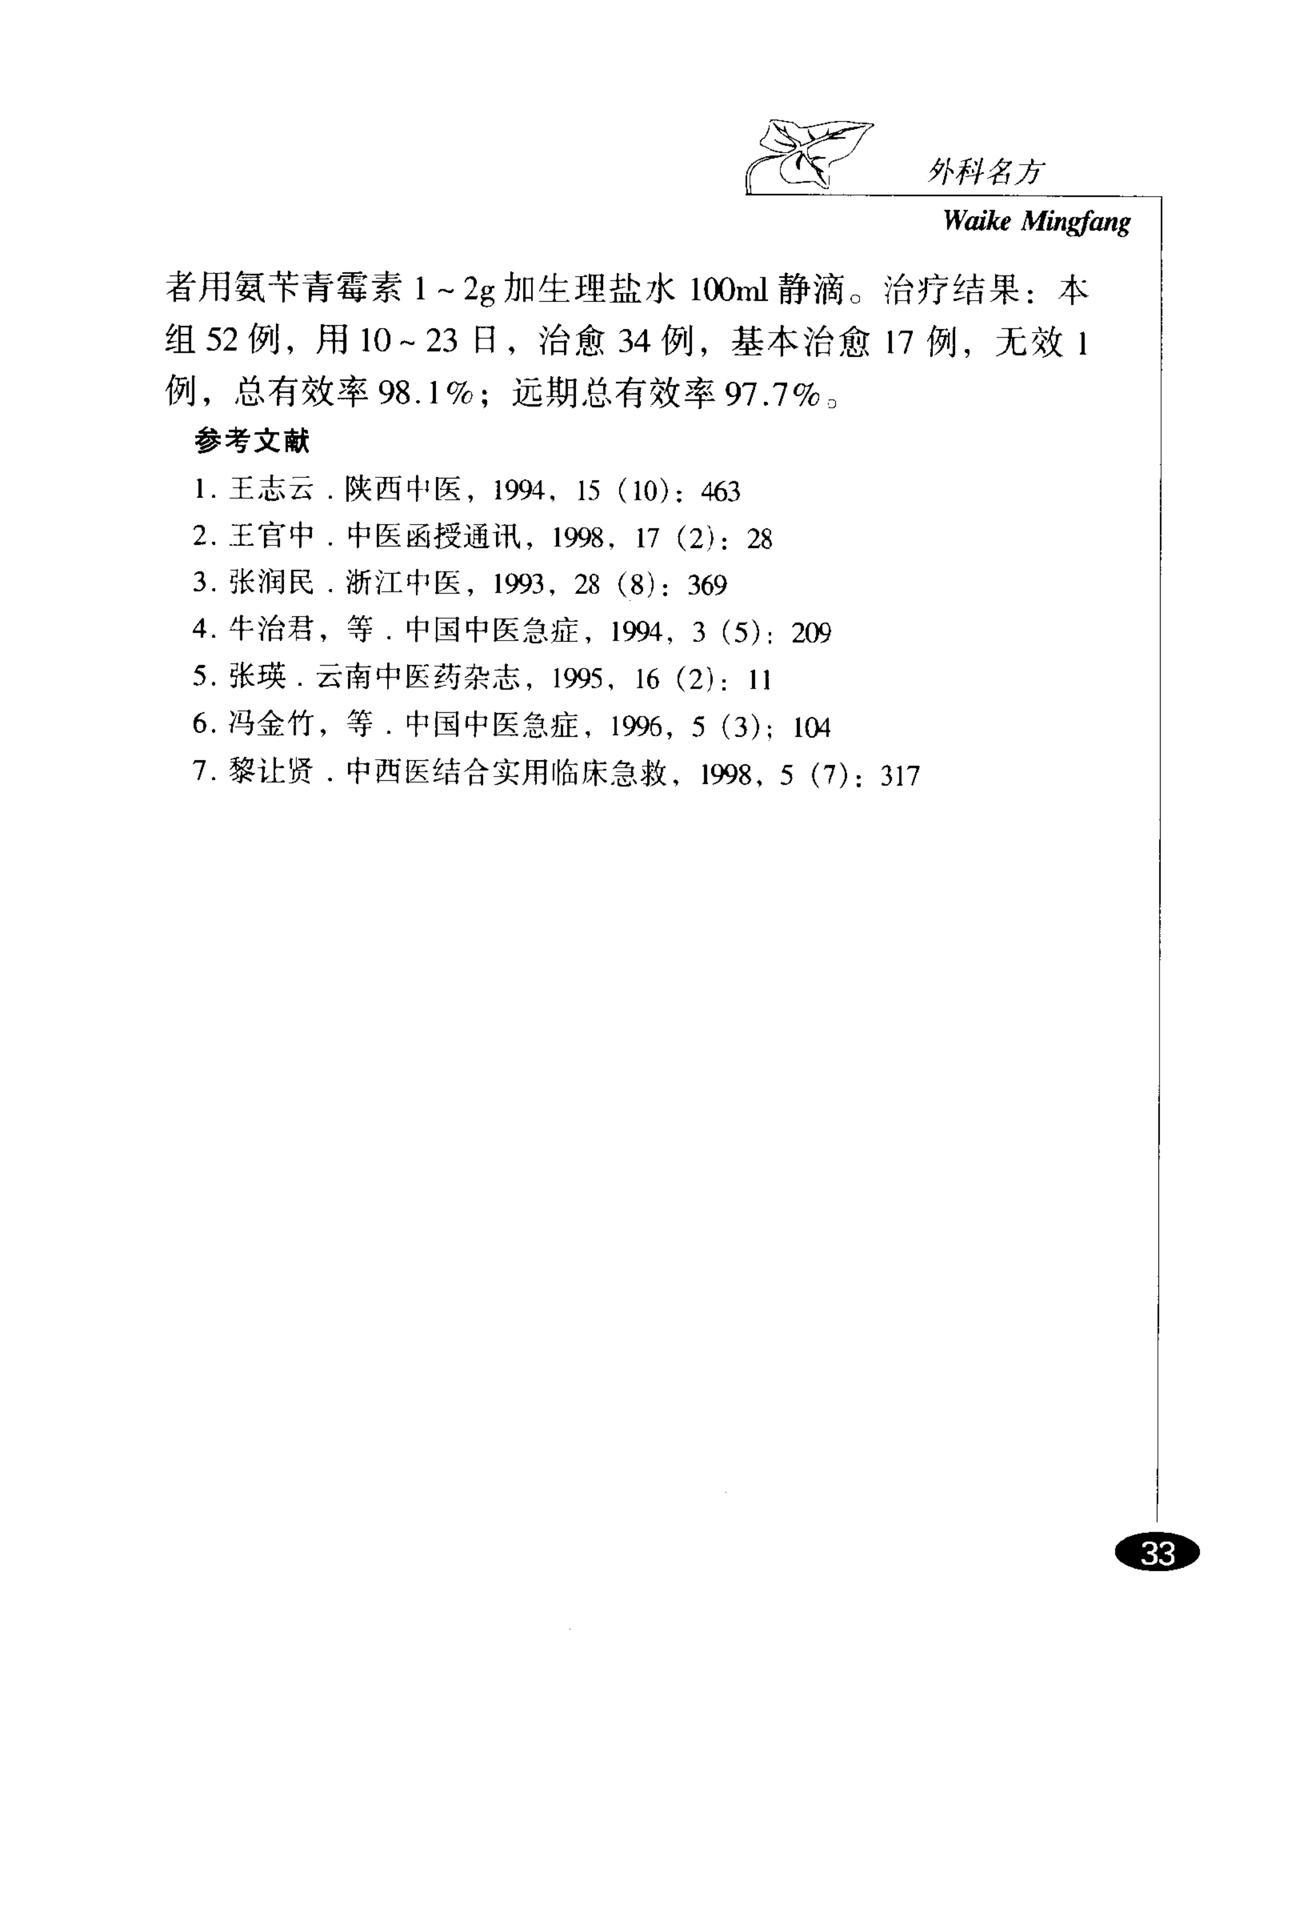 外科名方
Waike Mingfang
者用氨苄青霉素 1～2g 加生理盐水 100ml 静滴。治疗结果：本
组 52 例，用 10～23 日，治愈 34 例，基本治愈 17 例，无效 1
例，总有效率 98.1%；远期总有效率 97.7%。
参考文献
1. 王志云．陕西中医，1994，15（10）：463
2. 王官中．中医函授通讯，1998，17（2）：28
3. 张润民．浙江中医，1993，28（8）：369
4. 牛治君，等．中国中医急症，1994，3（5）：209
5. 张瑛．云南中医药杂志，1995，16（2）：11
6. 冯金竹，等．中国中医急症，1996，5（3）；104
7. 黎让贤．中西医结合实用临床急救，1998，5（7）：317
33